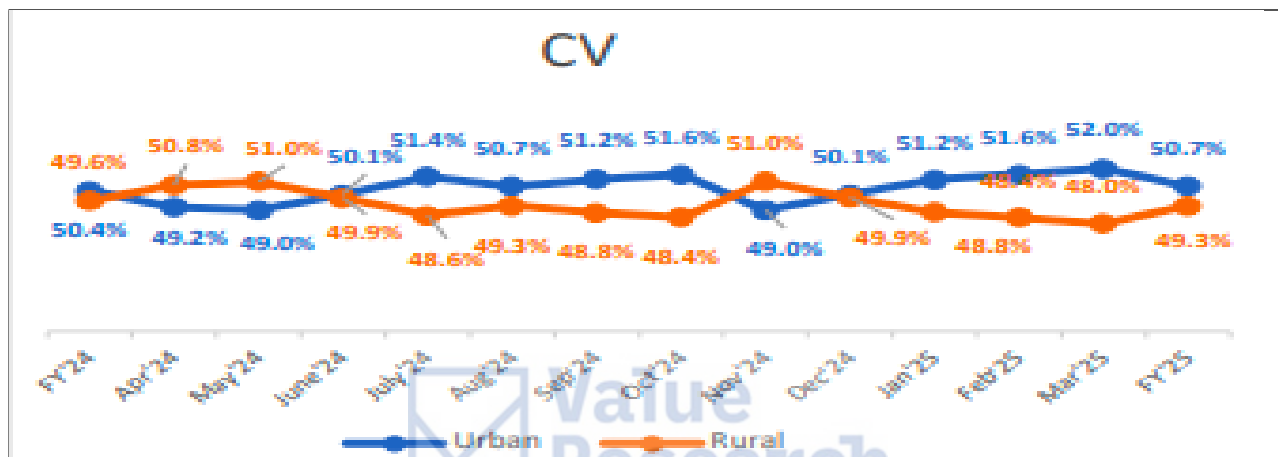 CV
49.6% 50.8% 51.0% 50.1% 51.4% 50.7% 51.2% 51.6% 51.0% 50.1% 51.2% 51.6% 52.0% 50.7%
48.4% 48.0%
50.4% 49.2% 49.0% 49.9% 48.6% 49.3% 48.8% 48.4% 49.0% 49.9% 48.8% 49.3%
FY'24 Apr'24 May'24 June'24 July'24 Aug'24 Sep'24 Oct'24 Nov'24 Dec'24 Jan'25 Feb'25 Mar'25 FY'25
Value
Urban Rural
Research